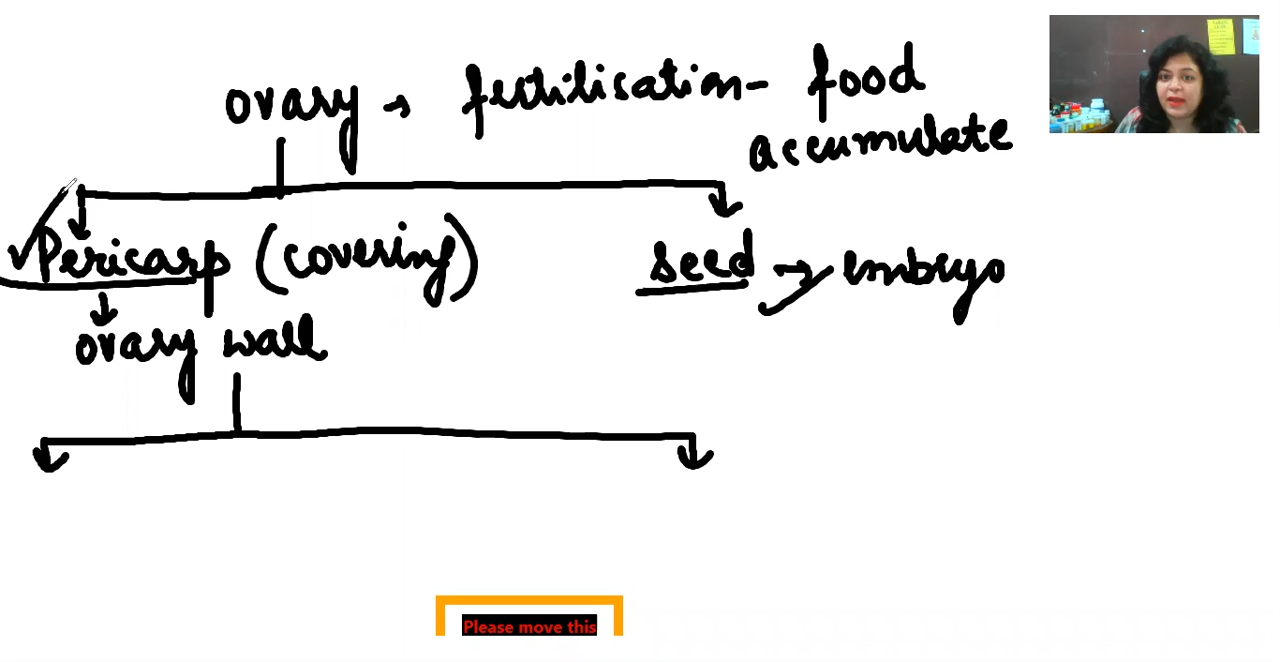 ovary → fertilisation - food
accumulate
Pericarp (covering)
seed → embryo
ovary wall
Please move this